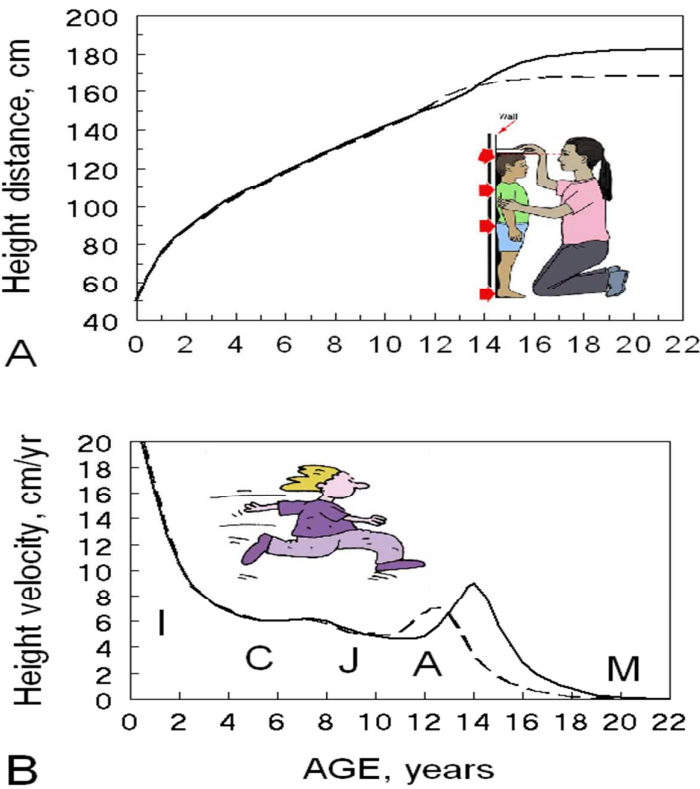 Height distance, cm
200
180
160
140
120
100
80
60
40
Wall
0 2 4 6 8 10 12 14 16 18 20 22
A
Height velocity, cm/yr
20
18
16
14
12
10
8
6
4
2
0
I
C
J
A
M
0 2 4 6 8 10 12 14 16 18 20 22
B
AGE, years